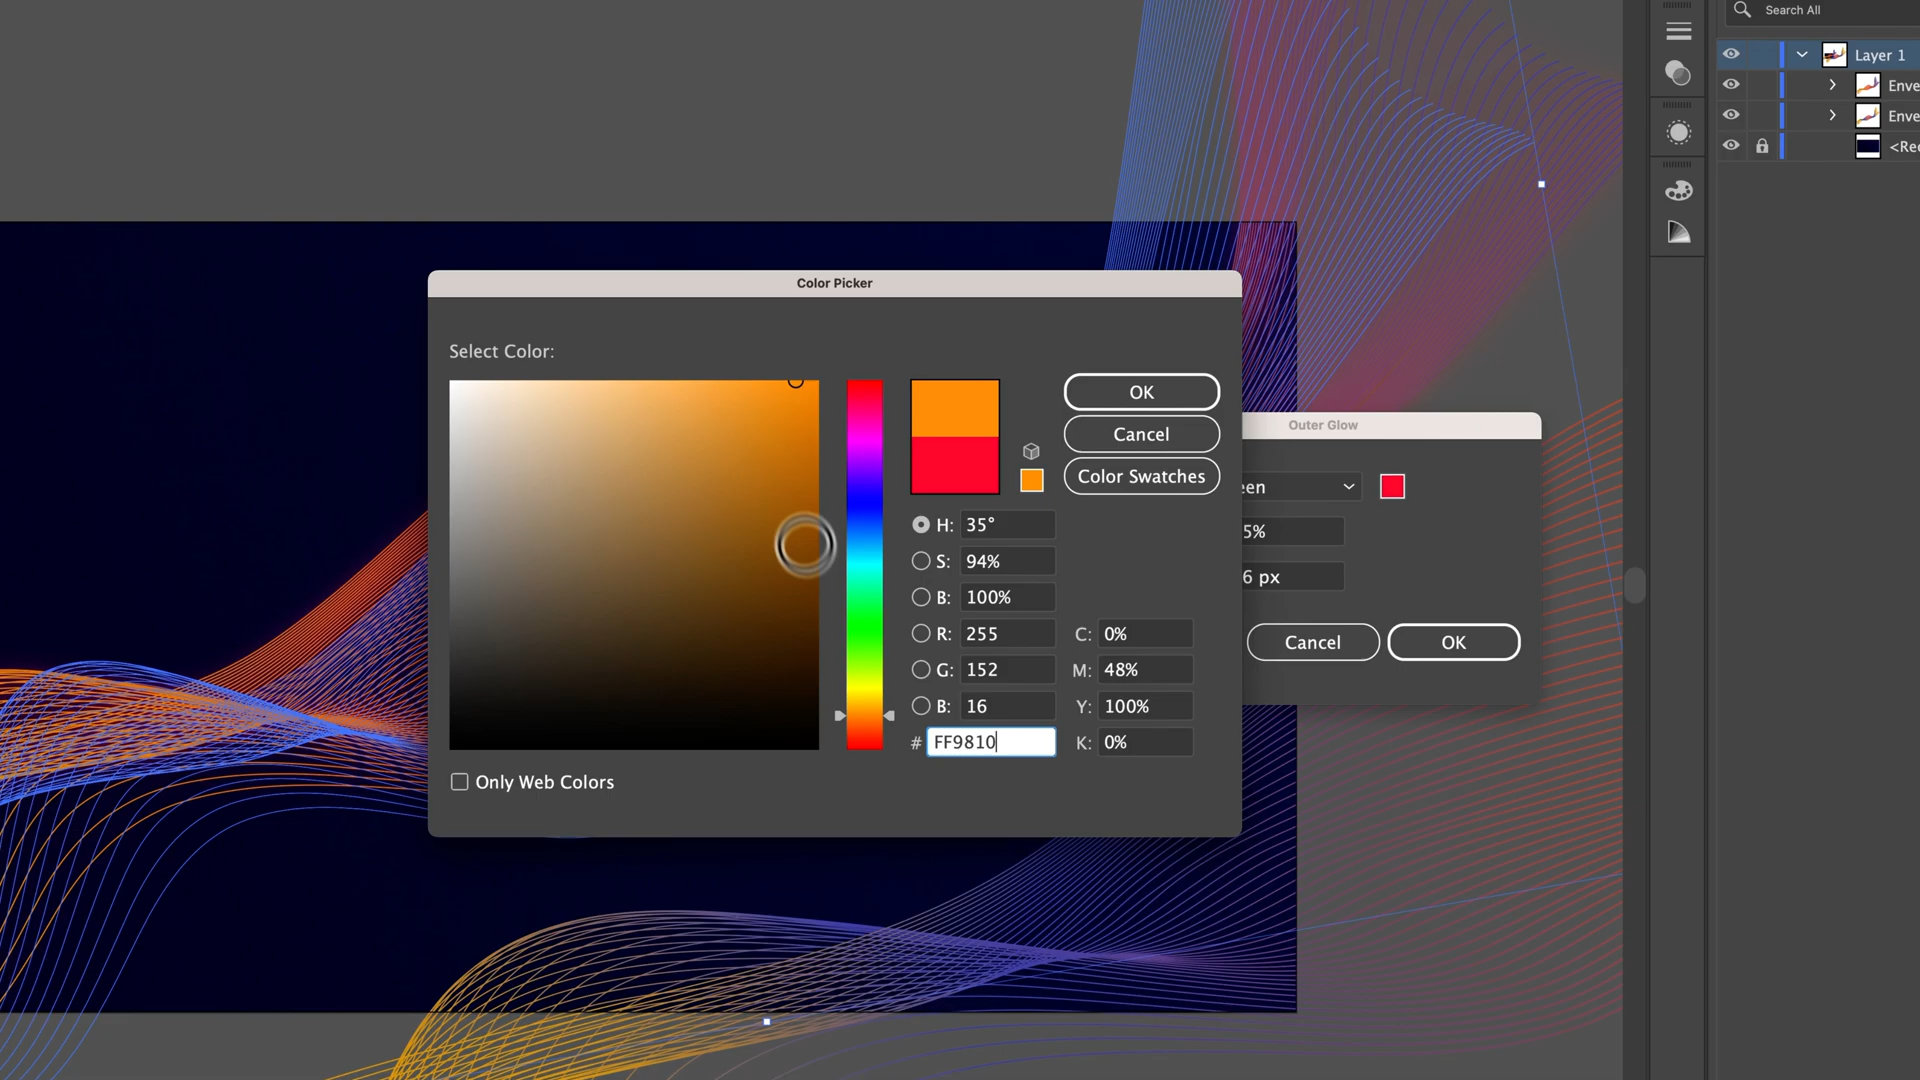 Search All
Layer 1
Enve
Enve
<Rec
Color Picker
Select Color:
OK
Cancel
Color Swatches
Outer Glow
een
5%
6 px
Cancel
OK
H: 35°
S: 94%
B: 100%
R: 255
C: 0%
G: 152
M: 48%
B: 16
Y: 100%
# FF9810
K: 0%
Only Web Colors